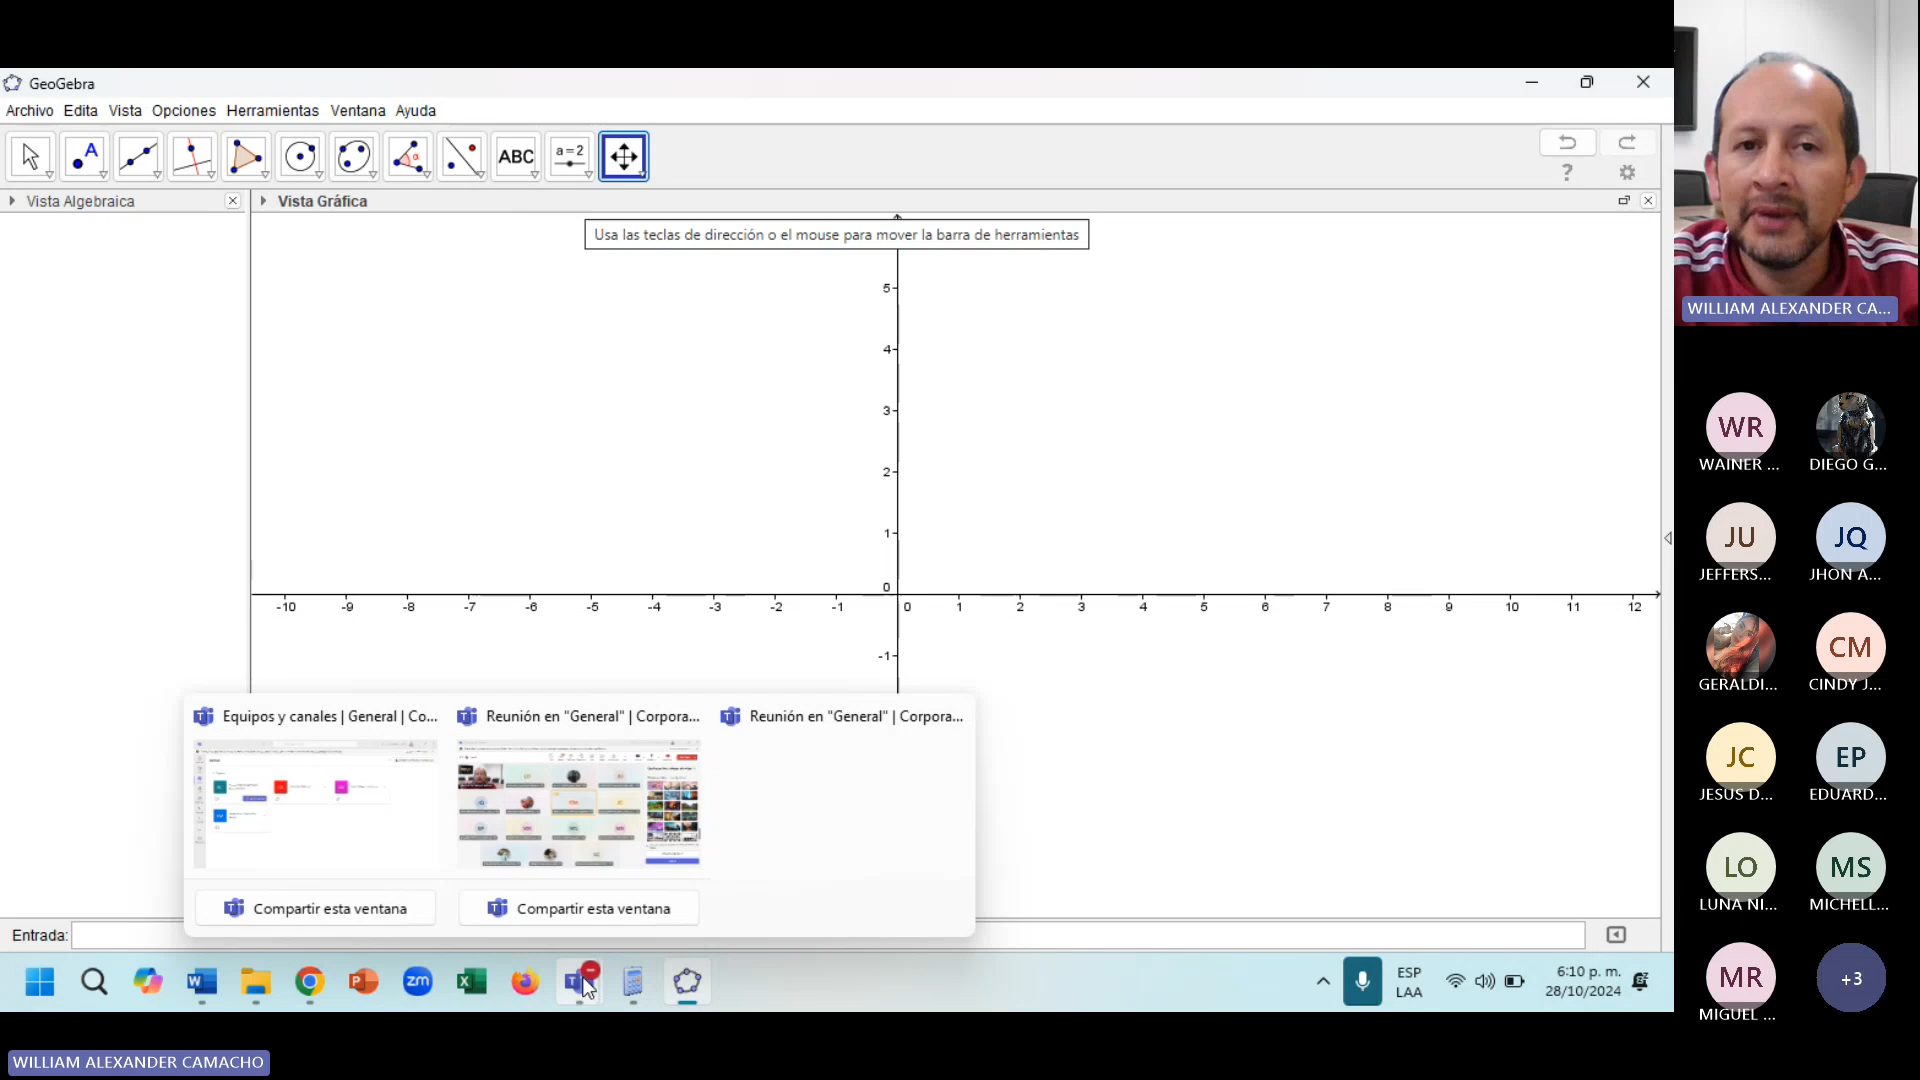 GeoGebra
Archivo Edita Vista Opciones Herramientas Ventana Ayuda
A
α
ABC
a=2
?
Vista Algebraica
Vista Gráfica
Usa las teclas de dirección o el mouse para mover la barra de herramientas
5
4
3
2
1
0
-10 -9 -8 -7 -6 -5 -4 -3 -2 -1 0 1 2 3 4 5 6 7 8 9 10 11 12
-1
Equipos y canales | General | Co...
Reunión en "General" | Corpora...
Reunión en "General" | Corpora...
Compartir esta ventana
Compartir esta ventana
Entrada:
zm
ESP
LAA
6:10 p. m.
28/10/2024
WILLIAM ALEXANDER CA...
WR
WAINER ...
DIEGO G...
JU
JEFFERS...
JQ
JHON A...
GERALDI...
CM
CINDY J...
JC
JESUS D...
EP
EDUARD...
LO
LUNA NI...
MS
MICHELL...
MR
MIGUEL ...
+3
WILLIAM ALEXANDER CAMACHO